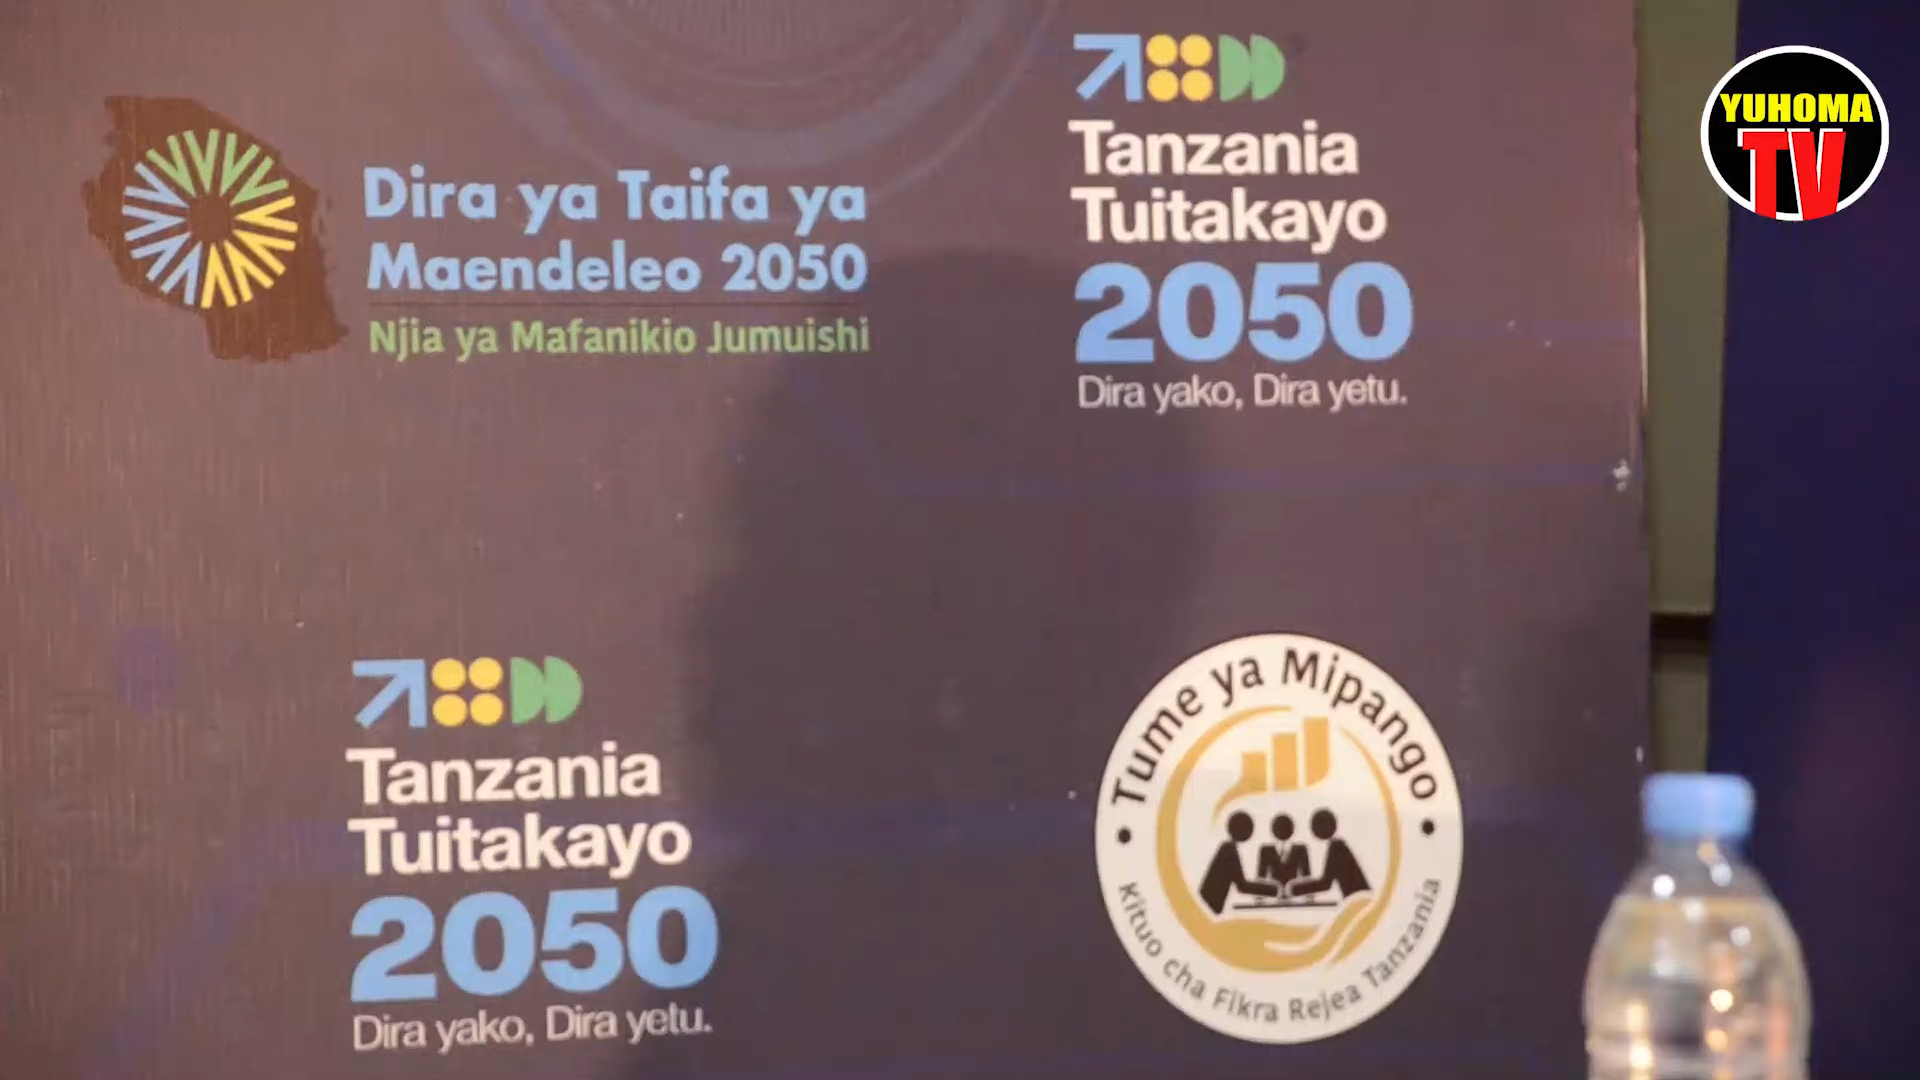 Dira ya Taifa ya
Maendeleo 2050
Njia ya Mafanikio Jumuishi
Tanzania
Tuitakayo
2050
Dira yako, Dira yetu.
YUHOMA
TV
Tanzania
Tuitakayo
2050
Dira yako, Dira yetu.
Tume ya Mipango
Kituo cha Fikra Rejea Tanzania